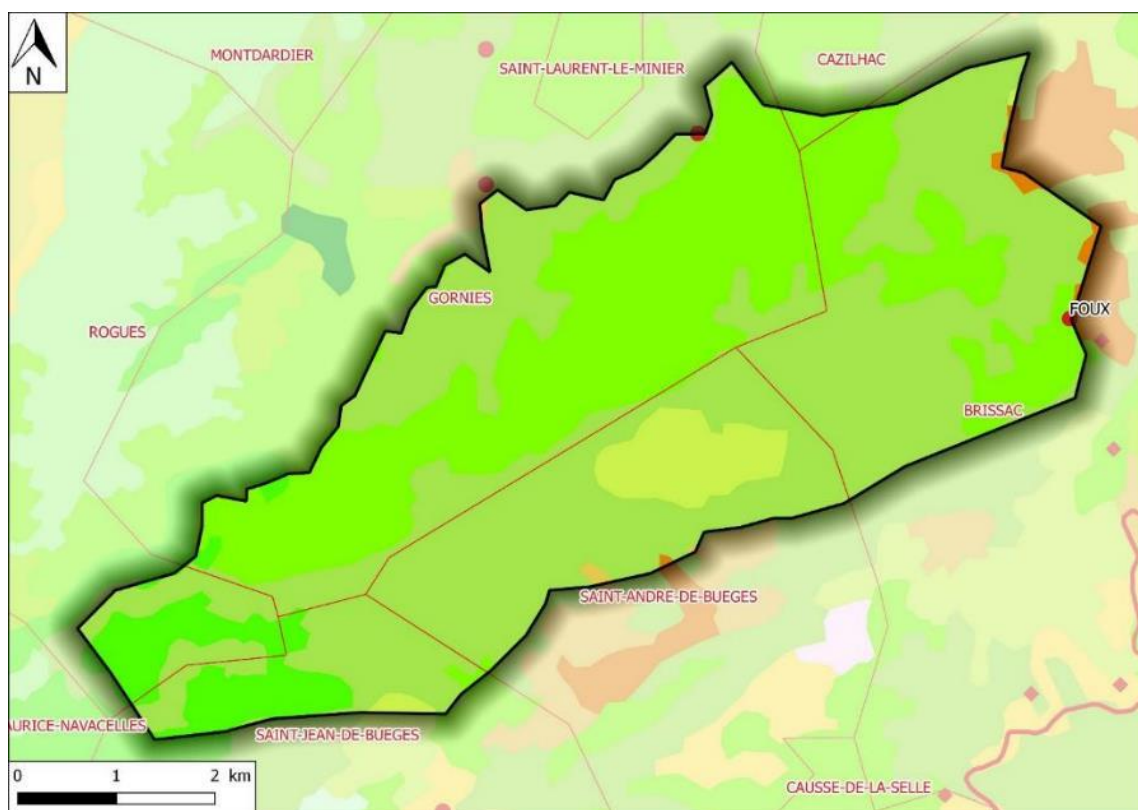 N
MONTDARDIER
SAINT-LAURENT-LE-MINIER
CAZILHAC
GORNIES
ROGUES
FOUX
BRISSAC
SAINT-ANDRE-DE-BUEGES
AURICE-NAVACELLES
SAINT-JEAN-DE-BUEGES
0 1 2 km
CAUSSE-DE-LA-SELLE